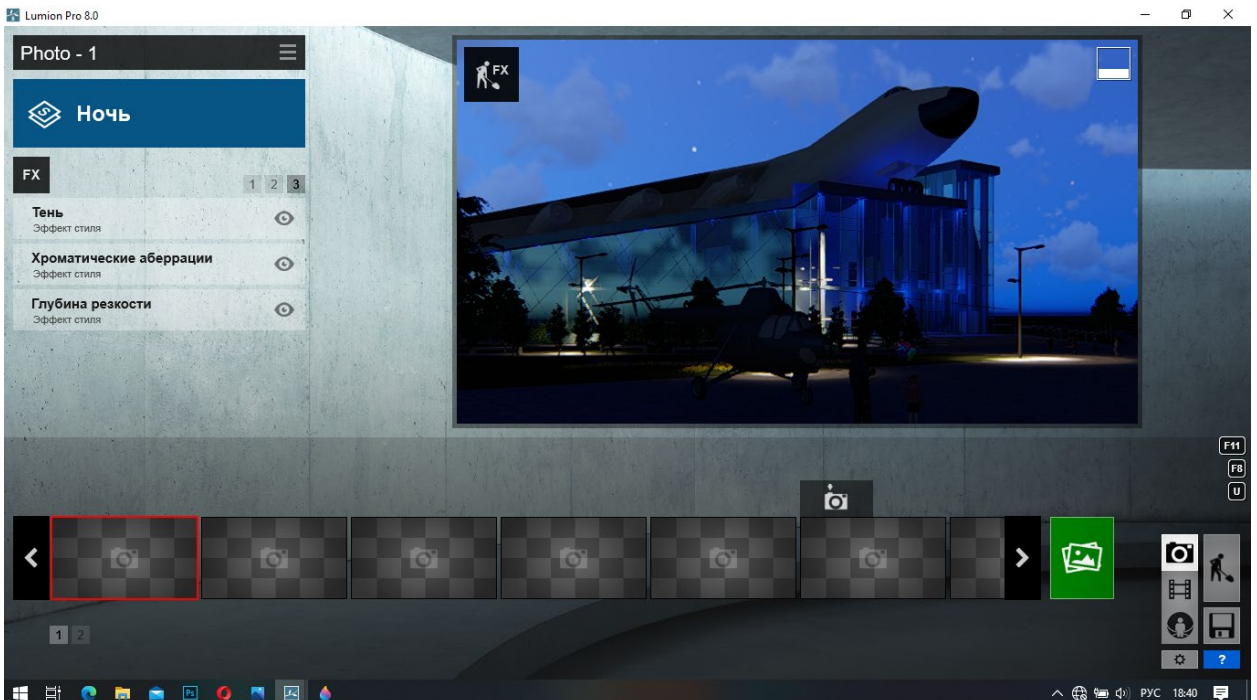 Lumion Pro 8.0
Photo - 1
Ночь
FX
1 2 3
Тень
Эффект стиля
Хроматические аберрации
Эффект стиля
Глубина резкости
Эффект стиля
FX
F11
F8
U
1 2
?
Ps
РУС 18:40